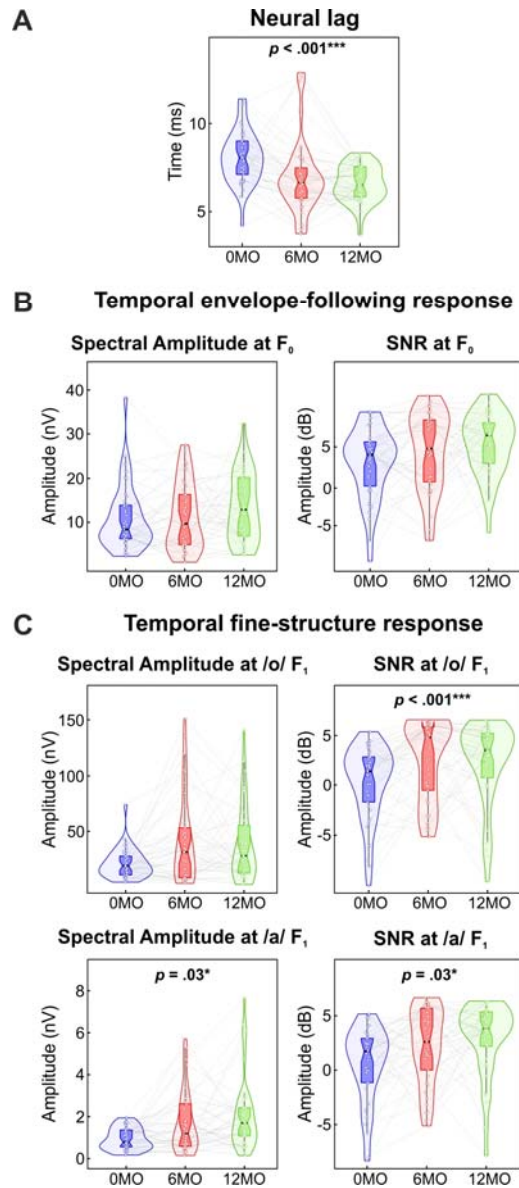 A
Neural lag
p < .001***
Time (ms)
10
5
0MO 6MO 12MO
B
Temporal envelope-following response
Spectral Amplitude at F₀
Amplitude (nV)
40
30
20
10
0MO 6MO 12MO
SNR at F₀
Amplitude (dB)
5
0
-5
0MO 6MO 12MO
C
Temporal fine-structure response
Spectral Amplitude at /o/ F₁
Amplitude (nV)
150
100
50
0MO 6MO 12MO
SNR at /o/ F₁
p < .001***
Amplitude (dB)
5
0
-5
0MO 6MO 12MO
Spectral Amplitude at /a/ F₁
p = .03*
Amplitude (nV)
8
6
4
2
0
0MO 6MO 12MO
SNR at /a/ F₁
p = .03*
Amplitude (dB)
5
0
-5
0MO 6MO 12MO